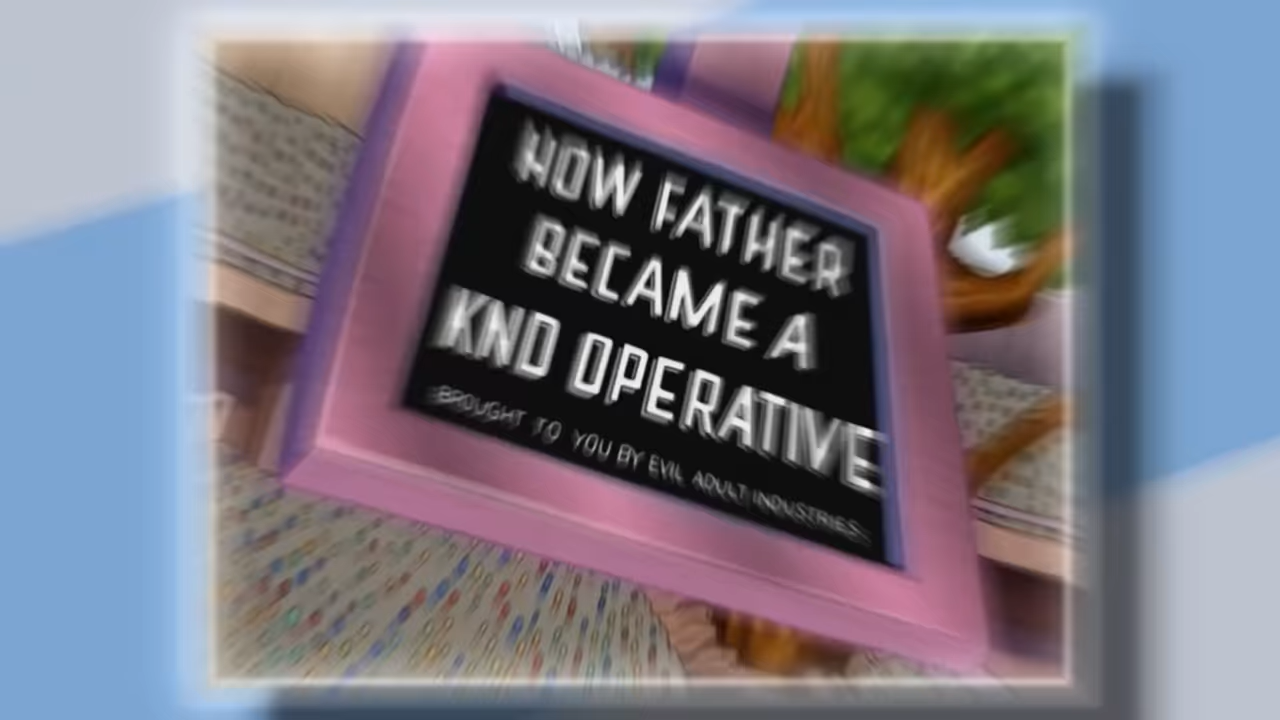 HOW FATHER
BECAME A
KND OPERATIVE
BROUGHT TO YOU BY EVIL ADULT INDUSTRIES